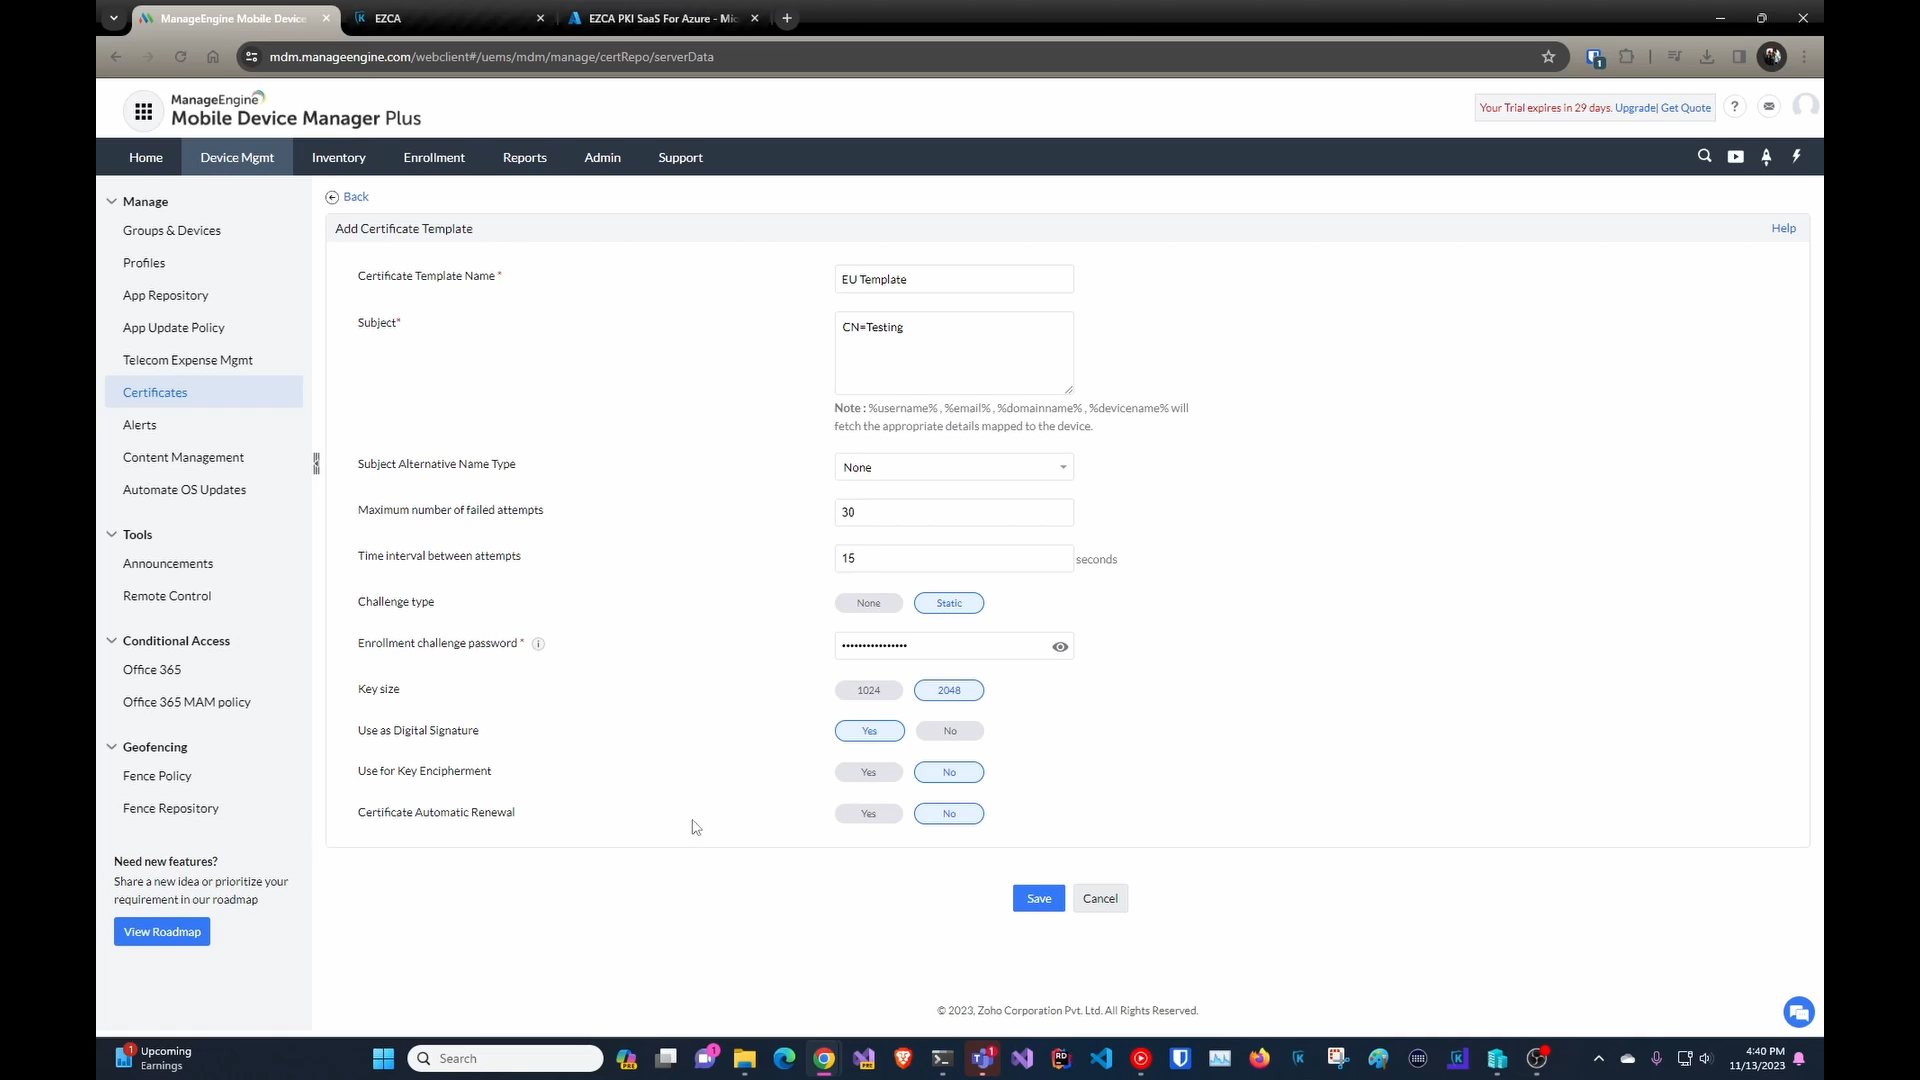 ManageEngine Mobile Device
EZCA
EZCA PKI SaaS For Azure - Mic
mdm.manageengine.com/webclient#/uems/mdm/manage/certRepo/serverData
1
ManageEngine
Mobile Device Manager Plus
Your Trial expires in 29 days. Upgrade| Get Quote
?
Home
Device Mgmt
Inventory
Enrollment
Reports
Admin
Support
Manage
Groups & Devices
Profiles
App Repository
App Update Policy
Telecom Expense Mgmt
Certificates
Alerts
Content Management
Automate OS Updates
Tools
Announcements
Remote Control
Conditional Access
Office 365
Office 365 MAM policy
Geofencing
Fence Policy
Fence Repository
Need new features?
Share a new idea or prioritize your
requirement in our roadmap
View Roadmap
Back
Add Certificate Template
Help
Certificate Template Name *
EU Template
Subject*
CN=Testing
Note : %username% , %email% , %domainname% , %devicename% will
fetch the appropriate details mapped to the device.
Subject Alternative Name Type
None
Maximum number of failed attempts
30
Time interval between attempts
15
seconds
Challenge type
None
Static
Enrollment challenge password * i
••••••••••••••••
Key size
1024
2048
Use as Digital Signature
Yes
No
Use for Key Encipherment
Yes
No
Certificate Automatic Renewal
Yes
No
Save
Cancel
© 2023, Zoho Corporation Pvt. Ltd. All Rights Reserved.
1
Upcoming
Earnings
Search
PRE
1
PRE
1
RD
4:40 PM
11/13/2023